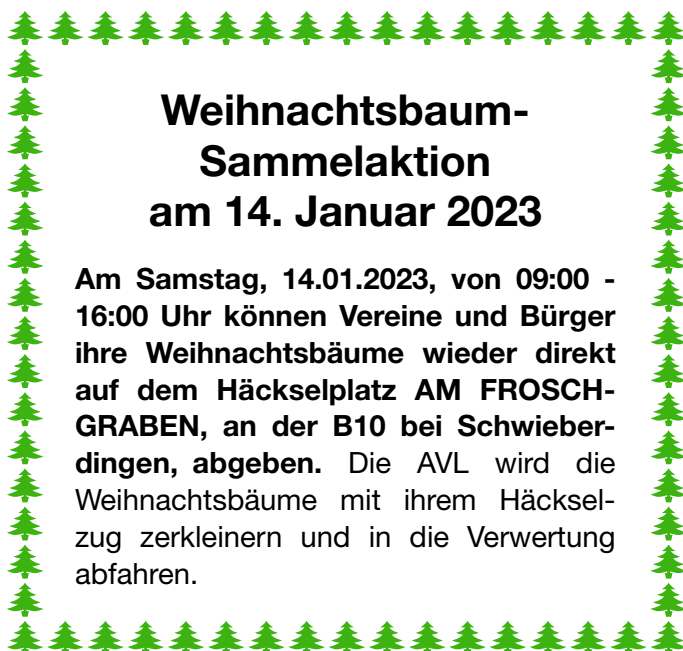 Weihnachtsbaum-
Sammelaktion
am 14. Januar 2023
Am Samstag, 14.01.2023, von 09:00 -
16:00 Uhr können Vereine und Bürger
ihre Weihnachtsbäume wieder direkt
auf dem Häckselplatz AM FROSCH-
GRABEN, an der B10 bei Schwieber-
dingen, abgeben. Die AVL wird die
Weihnachtsbäume mit ihrem Häcksel-
zug zerkleinern und in die Verwertung
abfahren.